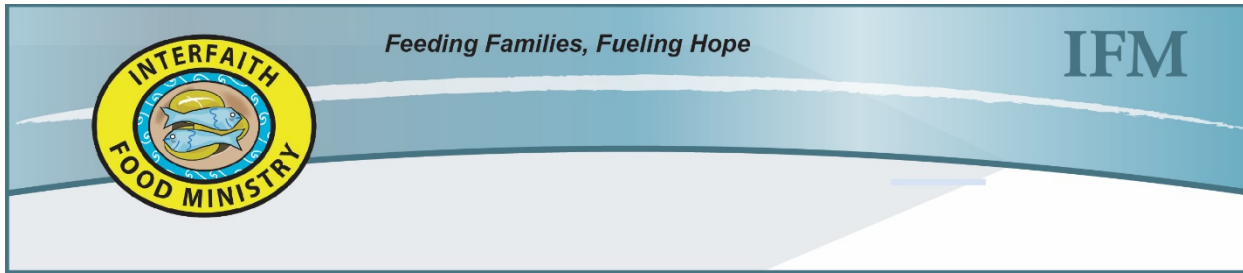 Feeding Families, Fueling Hope
IFM
INTERFAITH
FOOD MINISTRY